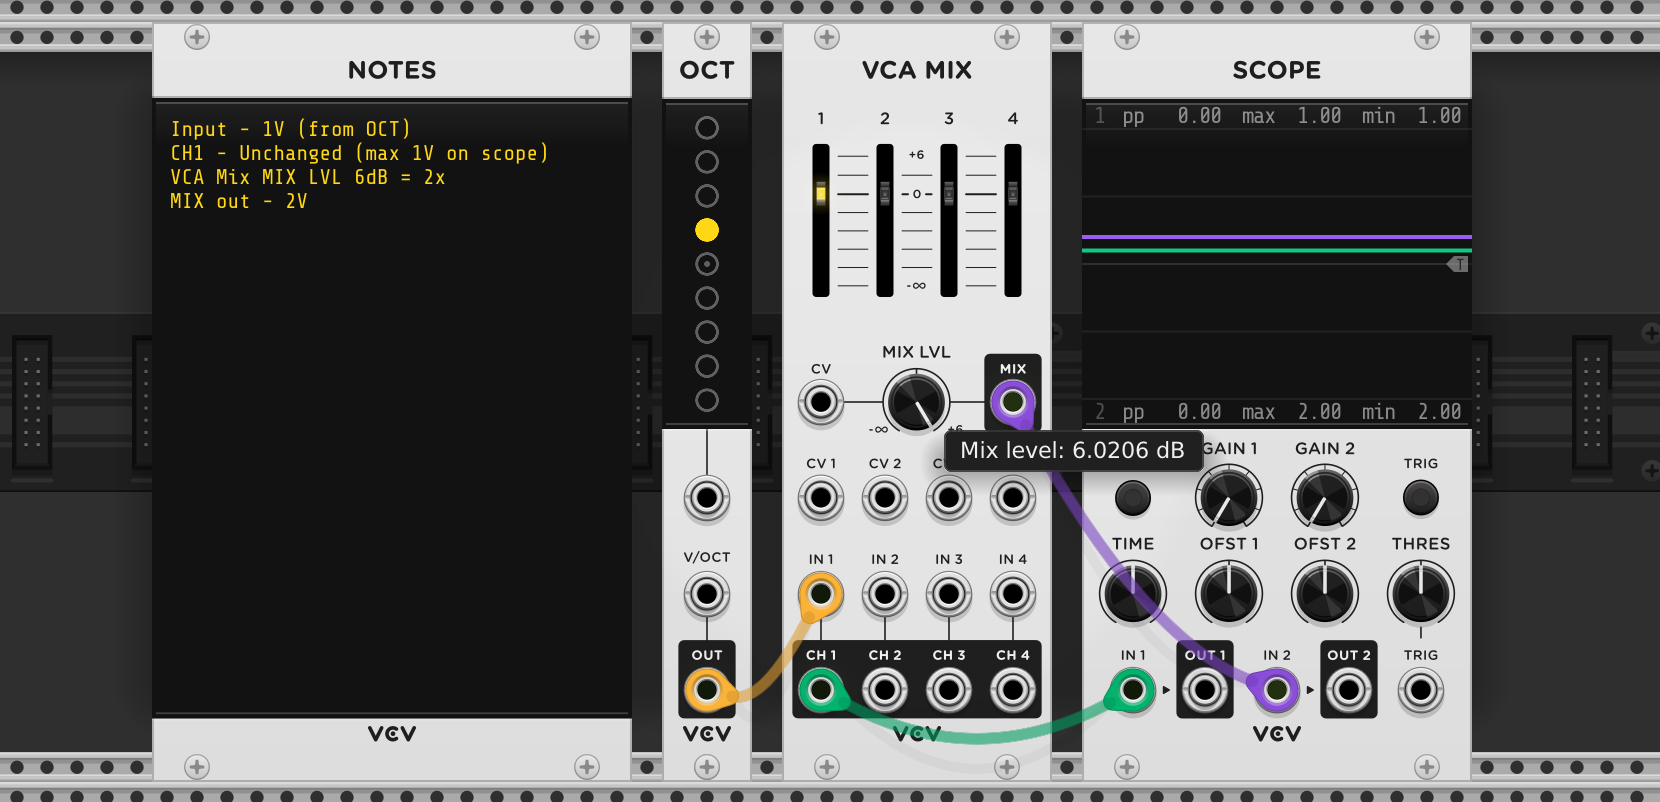 NOTES
Input - 1V (from OCT)
CH1 - Unchanged (max 1V on scope)
VCA Mix MIX LVL 6dB = 2x
MIX out - 2V
VCV
OCT
V/OCT
OUT
VCV
VCA MIX
1 2 3 4
+6
0
-∞
MIX LVL
CV
MIX
-∞ +6
Mix level: 6.0206 dB
CV 1 CV 2
IN 1 IN 2 IN 3 IN 4
CH 1 CH 2 CH 3 CH 4
VCV
SCOPE
1 pp 0.00 max 1.00 min 1.00
T
2 pp 0.00 max 2.00 min 2.00
GAIN 1 GAIN 2 TRIG
TIME OFST 1 OFST 2 THRES
IN 1 OUT 1 IN 2 OUT 2 TRIG
VCV